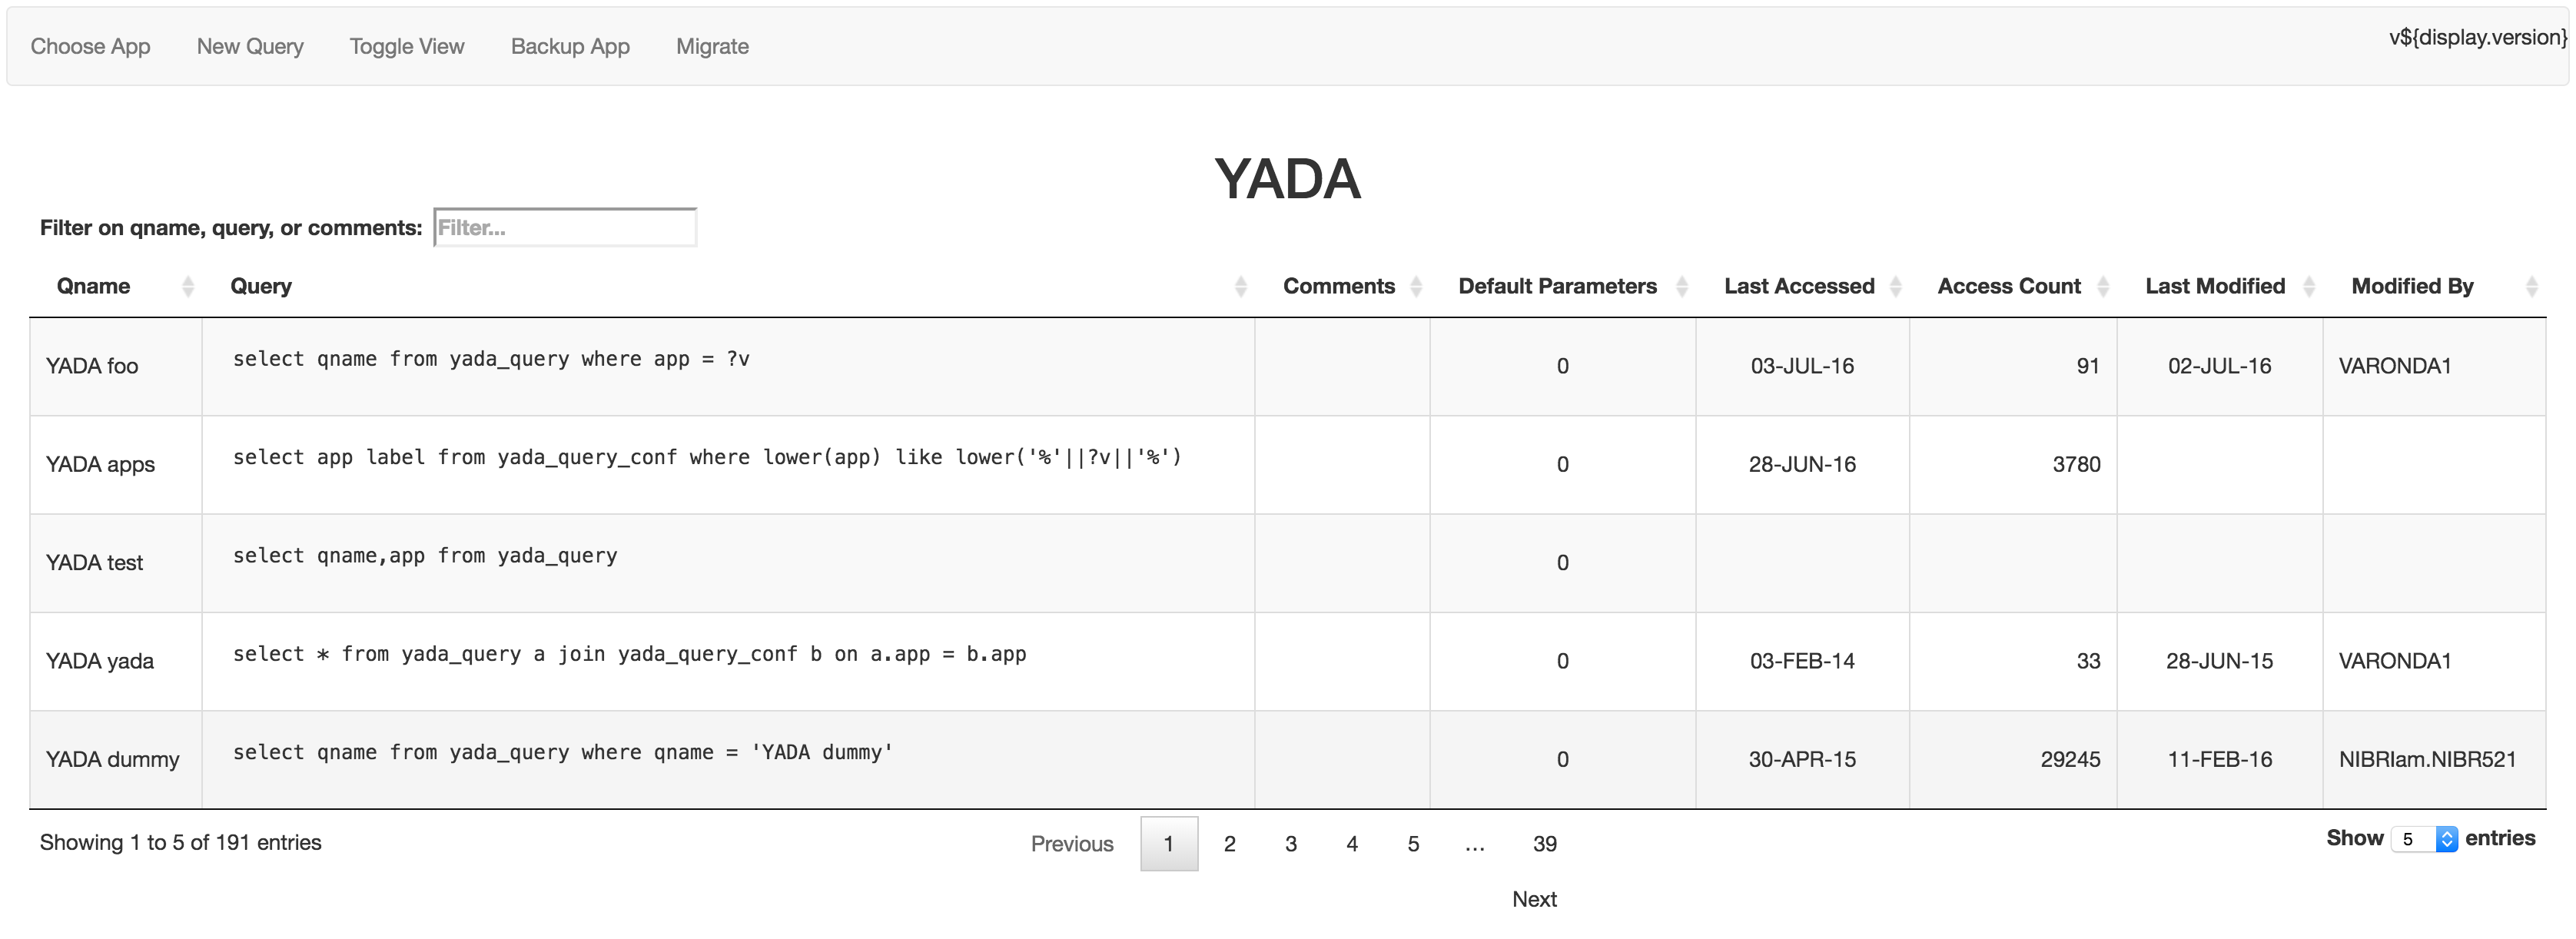 Choose App New Query Toggle View Backup App Migrate v${display.version}
YADA
Filter on qname, query, or comments: Filter...
Qname Query Comments Default Parameters Last Accessed Access Count Last Modified Modified By
YADA foo select qname from yada_query where app = ?v 0 03-JUL-16 91 02-JUL-16 VARONDA1
YADA apps select app label from yada_query_conf where lower(app) like lower('%'||?v||'%') 0 28-JUN-16 3780
YADA test select qname,app from yada_query 0
YADA yada select * from yada_query a join yada_query_conf b on a.app = b.app 0 03-FEB-14 33 28-JUN-15 VARONDA1
YADA dummy select qname from yada_query where qname = 'YADA dummy' 0 30-APR-15 29245 11-FEB-16 NIBRIam.NIBR521
Showing 1 to 5 of 191 entries Previous 1 2 3 4 5 ... 39 Show 5 entries
Next